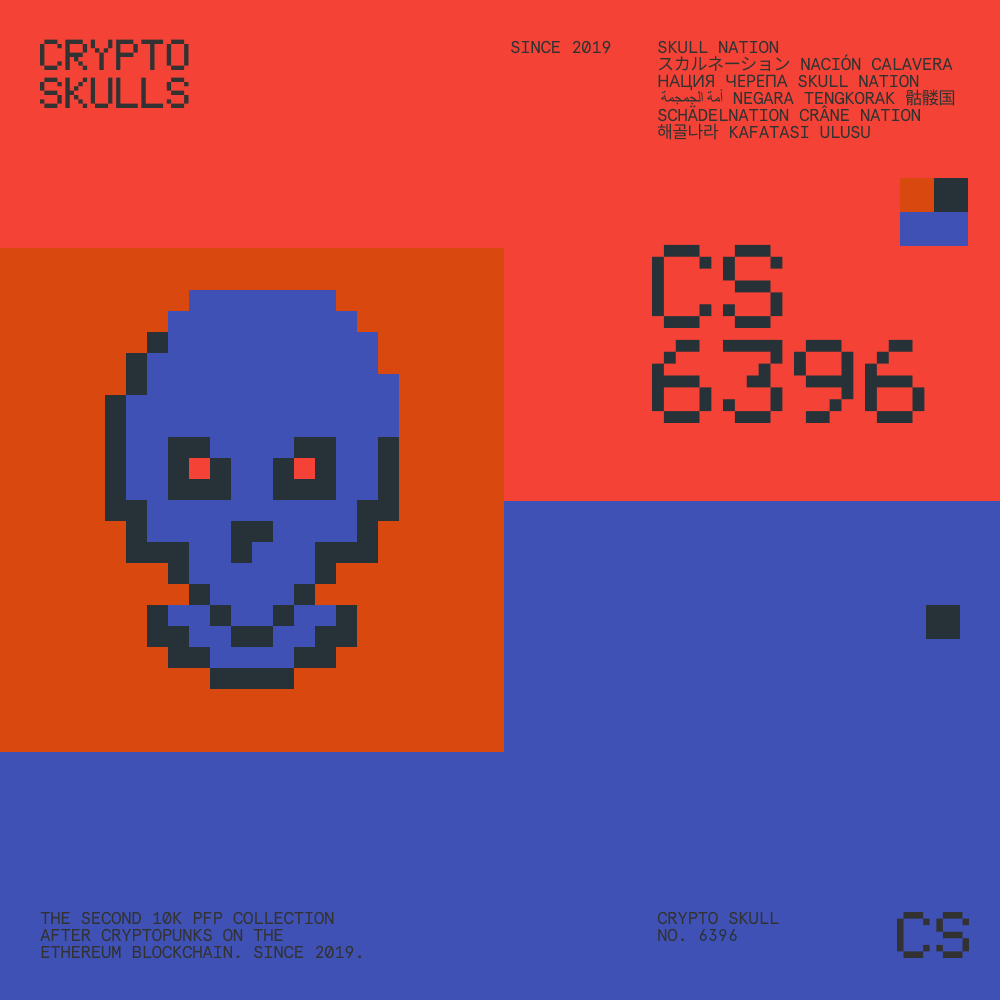 CRYPTO
SKULLS
SINCE 2019
SKULL NATION
スカルネーション NACIÓN CALAVERA
НАЦИЯ ЧЕРЕПА SKULL NATION
أمة الجمجمة NEGARA TENGKORAK 骷髅国
SCHÄDELNATION CRÂNE NATION
해골나라 KAFATASI ULUSU
CS
6396
THE SECOND 10K PFP COLLECTION
AFTER CRYPTOPUNKS ON THE
ETHEREUM BLOCKCHAIN. SINCE 2019.
CRYPTO SKULL
NO. 6396
CS